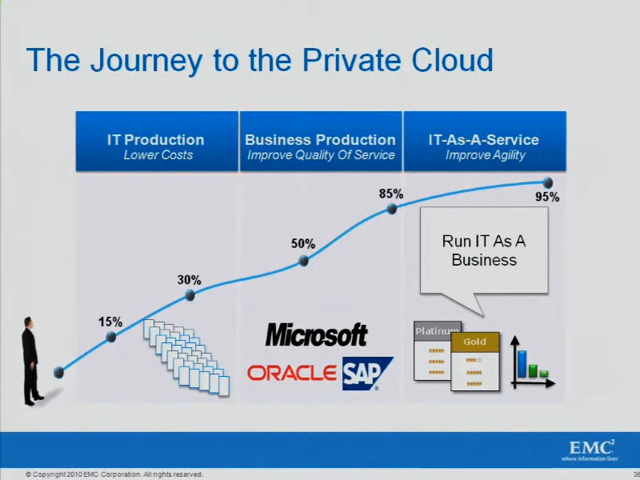 The Journey to the Private Cloud
IT Production
Lower Costs
Business Production
Improve Quality Of Service
IT-As-A-Service
Improve Agility
15%
30%
50%
85%
95%
Run IT As A
Business
Microsoft
ORACLE
SAP
Platinum
Gold
EMC²
where information lives
© Copyright 2010 EMC Corporation. All rights reserved.